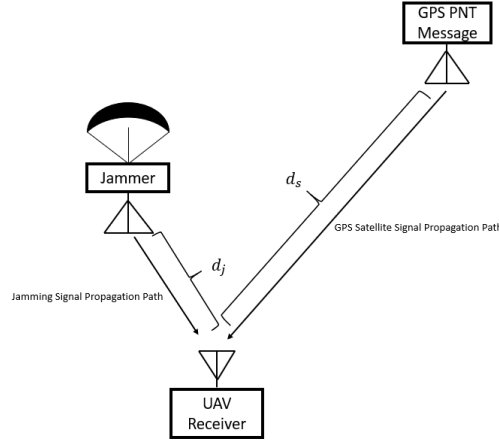 GPS PNT
Message
Jammer
d_s
GPS Satellite Signal Propagation Path
d_j
Jamming Signal Propagation Path
UAV
Receiver